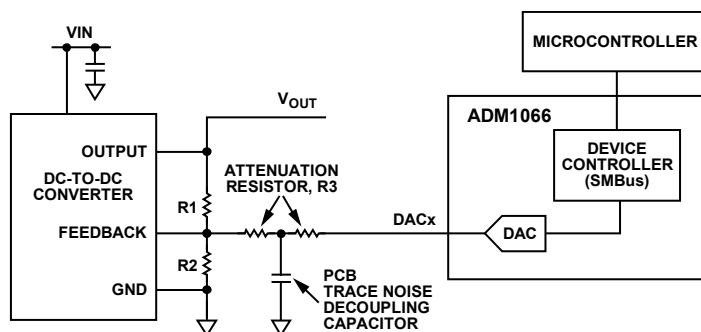 VIN
MICROCONTROLLER
VOUT
ADM1066
OUTPUT
DC-TO-DC
CONVERTER
ATTENUATION
RESISTOR, R3
DEVICE
CONTROLLER
(SMBus)
R1
FEEDBACK
DACx
DAC
R2
GND
PCB
TRACE NOISE
DECOUPLING
CAPACITOR